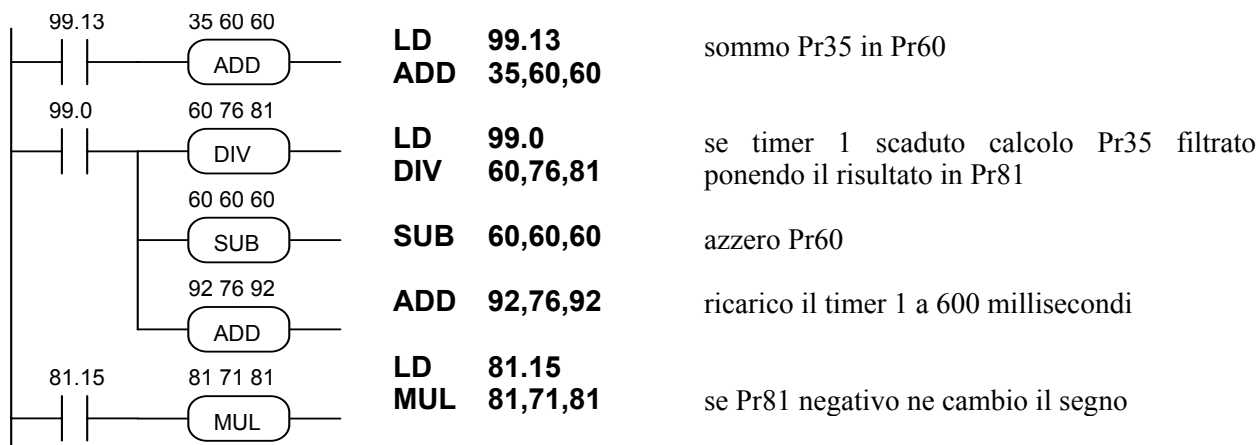 99.13 35 60 60
ADD
LD 99.13
ADD 35,60,60
sommo Pr35 in Pr60
99.0 60 76 81
DIV
LD 99.0
DIV 60,76,81
se timer 1 scaduto calcolo Pr35 filtrato
ponendo il risultato in Pr81
60 60 60
SUB
SUB 60,60,60
azzero Pr60
92 76 92
ADD
ADD 92,76,92
ricarico il timer 1 a 600 millisecondi
81.15 81 71 81
MUL
LD 81.15
MUL 81,71,81
se Pr81 negativo ne cambio il segno